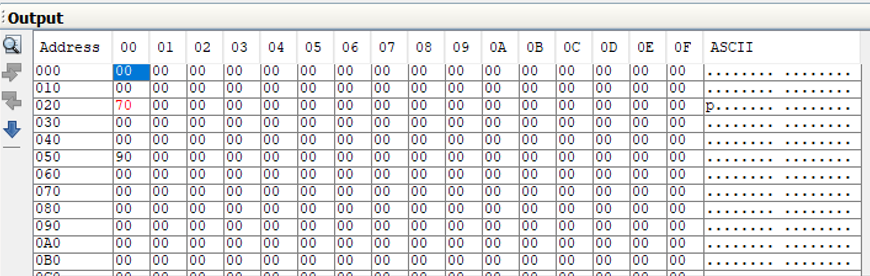 Output
Address 00 01 02 03 04 05 06 07 08 09 0A 0B 0C 0D 0E 0F ASCII
000 00 00 00 00 00 00 00 00 00 00 00 00 00 00 00 00 ........ ........
010 00 00 00 00 00 00 00 00 00 00 00 00 00 00 00 00 ........ ........
020 70 00 00 00 00 00 00 00 00 00 00 00 00 00 00 00 p....... ........
030 00 00 00 00 00 00 00 00 00 00 00 00 00 00 00 00 ........ ........
040 00 00 00 00 00 00 00 00 00 00 00 00 00 00 00 00 ........ ........
050 90 00 00 00 00 00 00 00 00 00 00 00 00 00 00 00 ........ ........
060 00 00 00 00 00 00 00 00 00 00 00 00 00 00 00 00 ........ ........
070 00 00 00 00 00 00 00 00 00 00 00 00 00 00 00 00 ........ ........
080 00 00 00 00 00 00 00 00 00 00 00 00 00 00 00 00 ........ ........
090 00 00 00 00 00 00 00 00 00 00 00 00 00 00 00 00 ........ ........
0A0 00 00 00 00 00 00 00 00 00 00 00 00 00 00 00 00 ........ ........
0B0 00 00 00 00 00 00 00 00 00 00 00 00 00 00 00 00 ........ ........